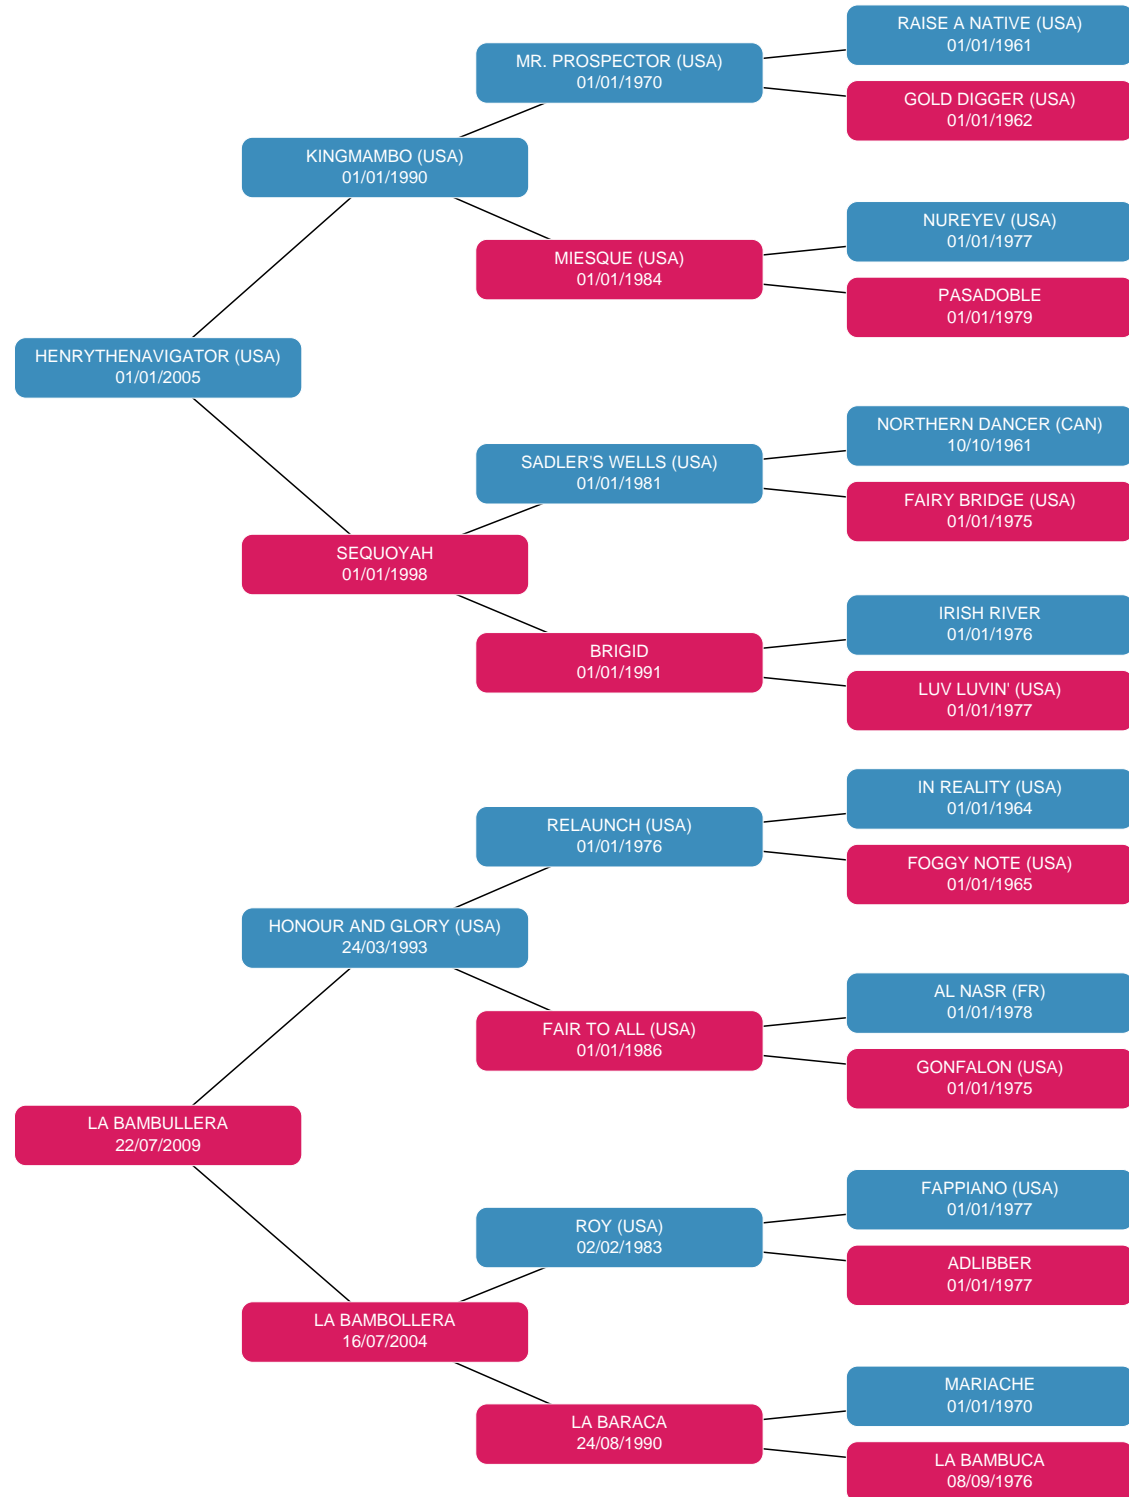 RAISE A NATIVE (USA)
01/01/1961
MR. PROSPECTOR (USA)
01/01/1970
GOLD DIGGER (USA)
01/01/1962
KINGMAMBO (USA)
01/01/1990
NUREYEV (USA)
01/01/1977
MIESQUE (USA)
01/01/1984
PASADOBLE
01/01/1979
HENRYTHENAVIGATOR (USA)
01/01/2005
NORTHERN DANCER (CAN)
10/10/1961
SADLER'S WELLS (USA)
01/01/1981
FAIRY BRIDGE (USA)
01/01/1975
SEQUOYAH
01/01/1998
IRISH RIVER
01/01/1976
BRIGID
01/01/1991
LUV LUVIN' (USA)
01/01/1977
IN REALITY (USA)
01/01/1964
RELAUNCH (USA)
01/01/1976
FOGGY NOTE (USA)
01/01/1965
HONOUR AND GLORY (USA)
24/03/1993
AL NASR (FR)
01/01/1978
FAIR TO ALL (USA)
01/01/1986
GONFALON (USA)
01/01/1975
LA BAMBULLERA
22/07/2009
FAPPIANO (USA)
01/01/1977
ROY (USA)
02/02/1983
ADLIBBER
01/01/1977
LA BAMBOLLERA
16/07/2004
MARIACHE
01/01/1970
LA BARACA
24/08/1990
LA BAMBUCA
08/09/1976